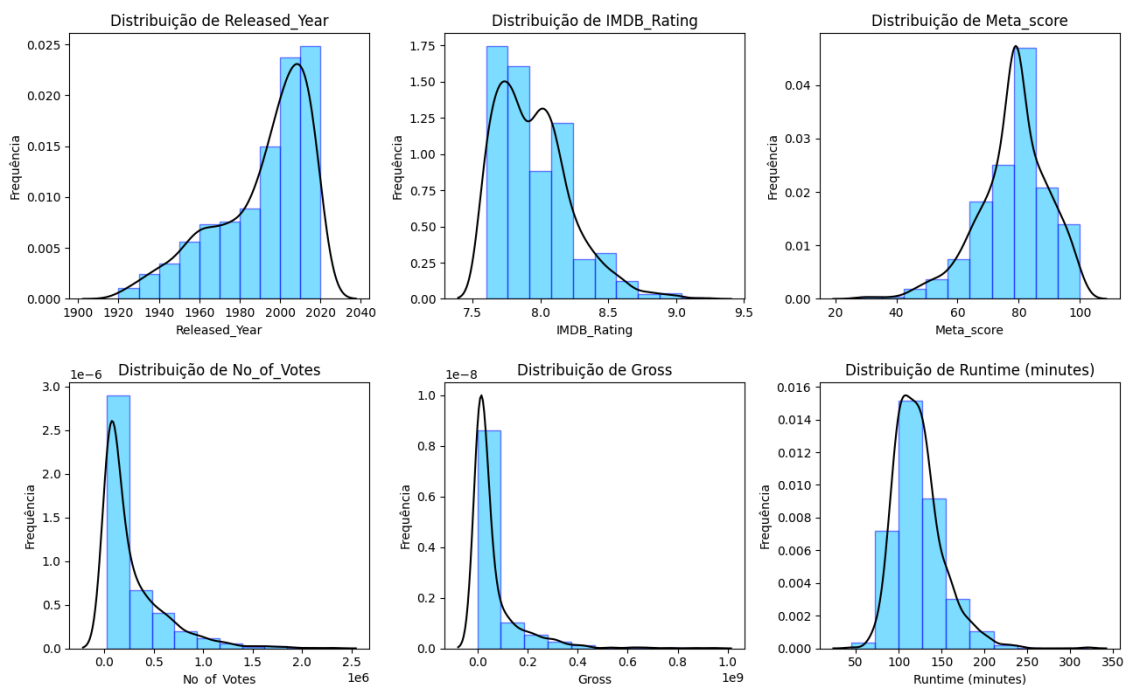 Distribuição de Released_Year
Frequência
0.025
0.020
0.015
0.010
0.005
0.000
1900 1920 1940 1960 1980 2000 2020 2040
Released_Year
Distribuição de IMDB_Rating
Frequência
1.75
1.50
1.25
1.00
0.75
0.50
0.25
0.00
7.5 8.0 8.5 9.0 9.5
IMDB_Rating
Distribuição de Meta_score
Frequência
0.04
0.03
0.02
0.01
0.00
20 40 60 80 100
Meta_score
Distribuição de No_of_Votes
1e-6
Frequência
3.0
2.5
2.0
1.5
1.0
0.5
0.0
0.0 0.5 1.0 1.5 2.0 2.5
1e6
No_of_Votes
Distribuição de Gross
1e-8
Frequência
1.0
0.8
0.6
0.4
0.2
0.0
0.0 0.2 0.4 0.6 0.8 1.0
1e9
Gross
Distribuição de Runtime (minutes)
Frequência
0.016
0.014
0.012
0.010
0.008
0.006
0.004
0.002
0.000
50 100 150 200 250 300 350
Runtime (minutes)